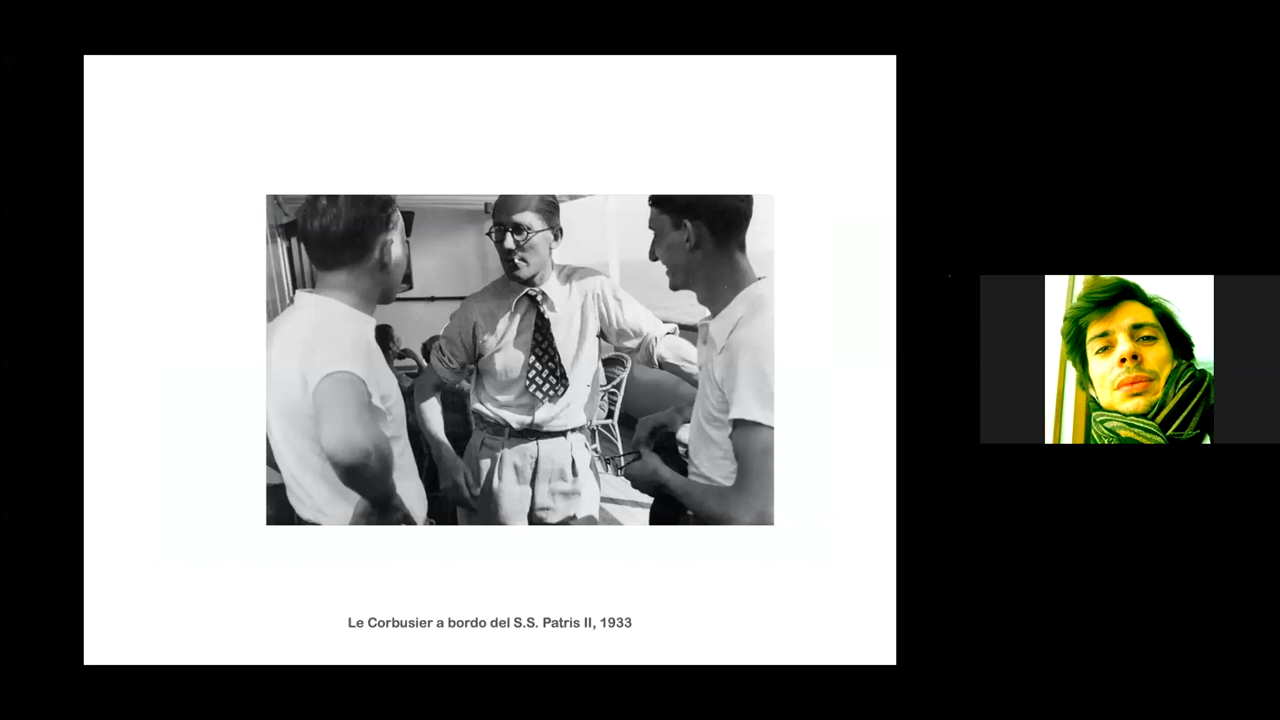 Le Corbusier a bordo del S.S. Patris II, 1933